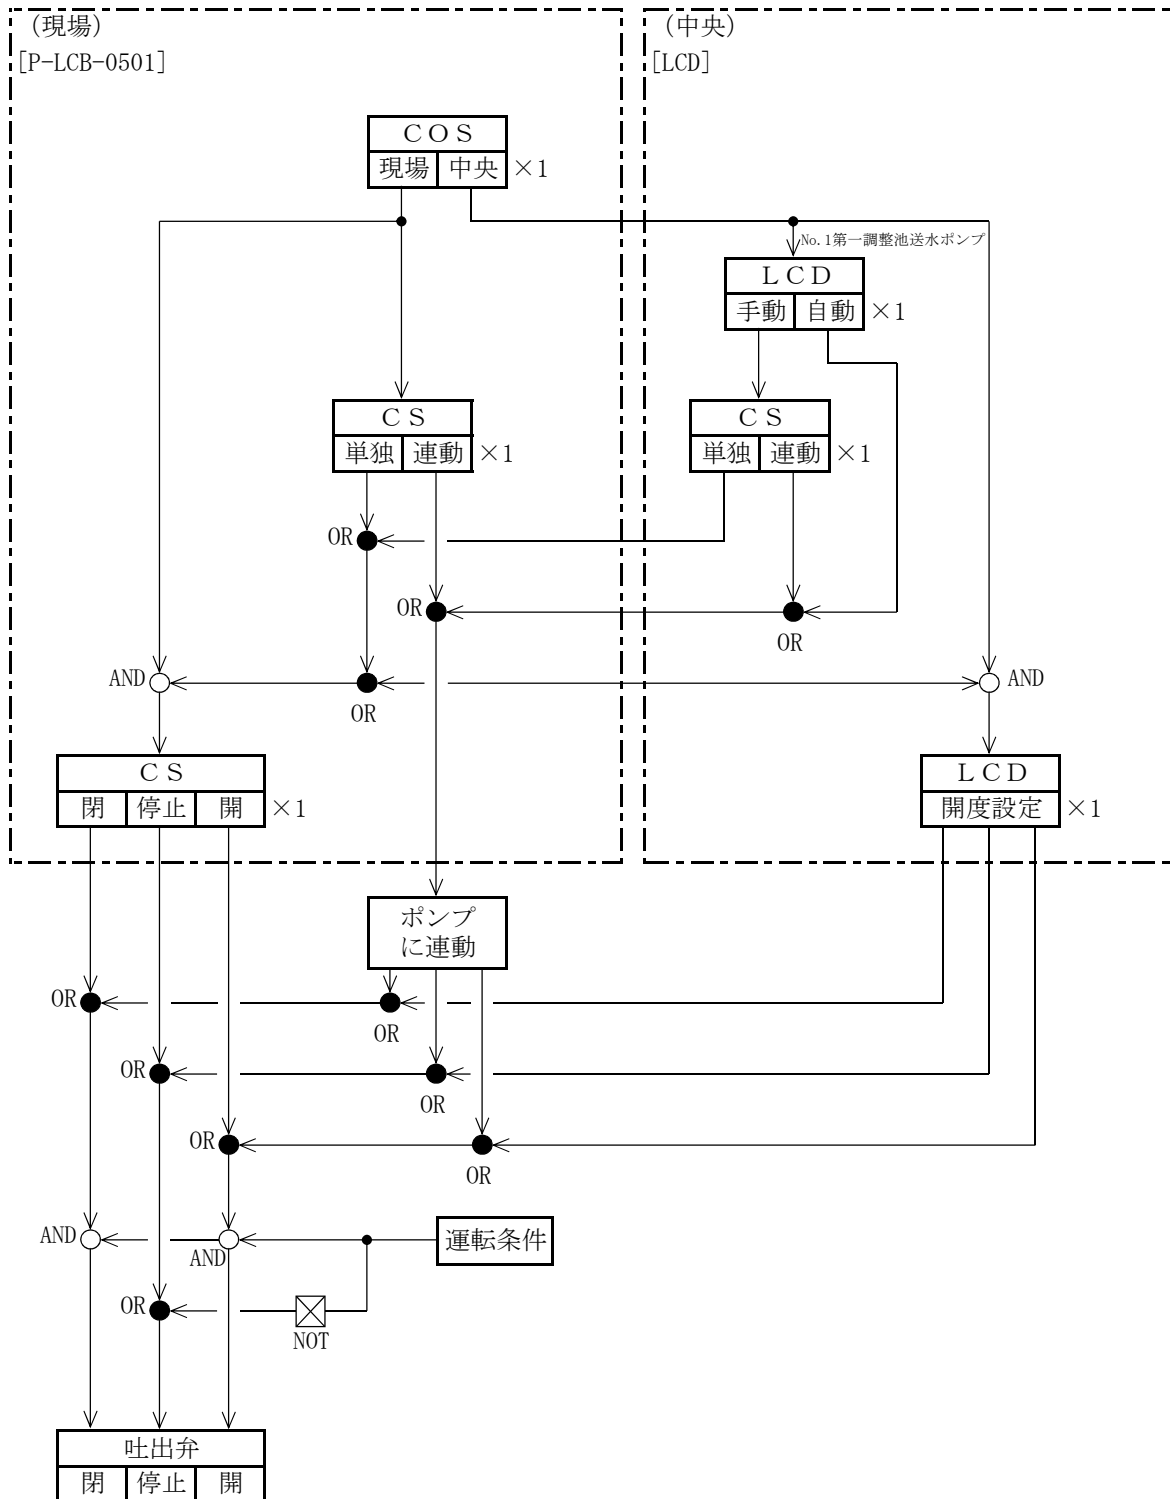 (現場)
[P-LCB-0501]
(中央)
[LCD]
COS
現場 中央 ×1
No.1第一調整池送水ポンプ
LCD
手動 自動 ×1
CS
単独 連動 ×1
CS
単独 連動 ×1
OR
OR
OR
AND
OR
AND
CS
閉 停止 開 ×1
LCD
開度設定 ×1
ポンプ
に連動
OR
OR
OR
OR
OR
OR
AND
AND
運転条件
OR
NOT
吐出弁
閉 停止 開